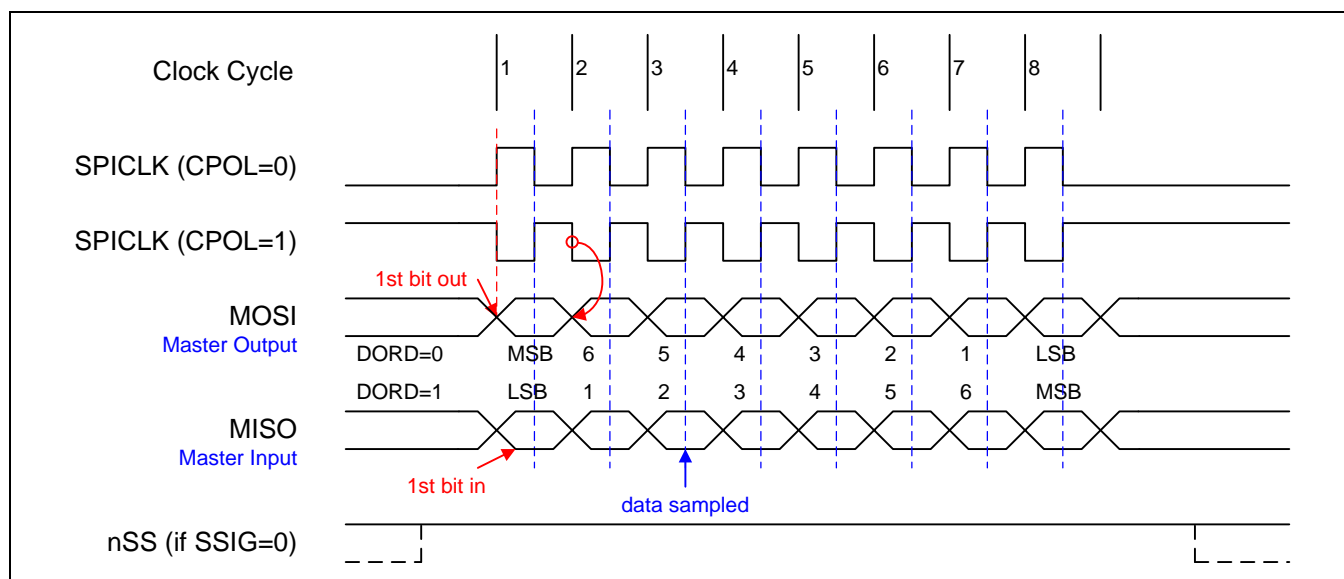 Clock Cycle 1 2 3 4 5 6 7 8
SPICLK (CPOL=0)
SPICLK (CPOL=1)
1st bit out
MOSI
Master Output
DORD=0 MSB 6 5 4 3 2 1 LSB
DORD=1 LSB 1 2 3 4 5 6 MSB
MISO
Master Input
1st bit in
data sampled
nSS (if SSIG=0)